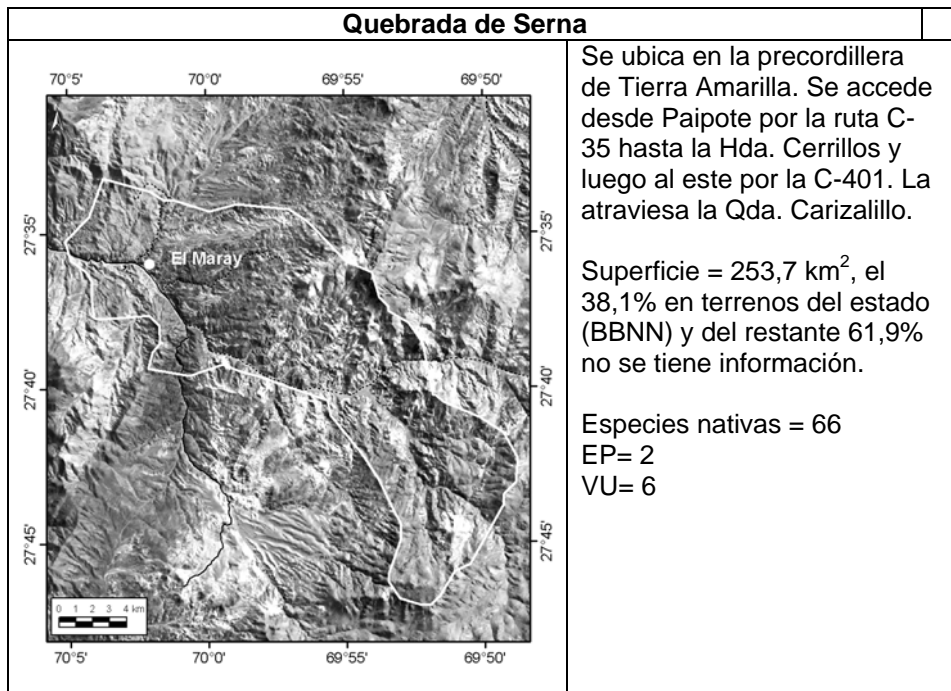 Quebrada de Serna
70°5' 70°0' 69°55' 69°50'
27°35' 27°35'
El Maray
27°40' 27°40'
27°45' 27°45'
0 1 2 3 4 km
70°5' 70°0' 69°55' 69°50'
Se ubica en la precordillera
de Tierra Amarilla. Se accede
desde Paipote por la ruta C-
35 hasta la Hda. Cerrillos y
luego al este por la C-401. La
atraviesa la Qda. Carizalillo.
Superficie = 253,7 km², el
38,1% en terrenos del estado
(BBNN) y del restante 61,9%
no se tiene información.
Especies nativas = 66
EP= 2
VU= 6